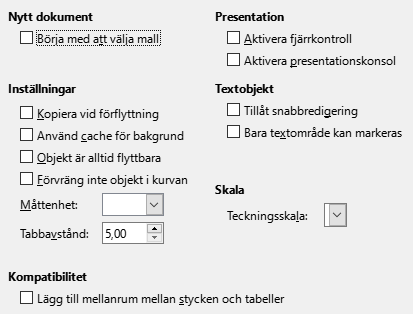 Nytt dokument
Börja med att välja mall
Presentation
Aktivera fjärrkontroll
Aktivera presentationskonsol
Inställningar
Kopiera vid förflyttning
Använd cache för bakgrund
Objekt är alltid flyttbara
Förvräng inte objekt i kurvan
Måttenhet:
Tabbavstånd: 5,00
Textobjekt
Tillåt snabbredigering
Bara textområde kan markeras
Skala
Teckningsskala:
Kompatibilitet
Lägg till mellanrum mellan stycken och tabeller